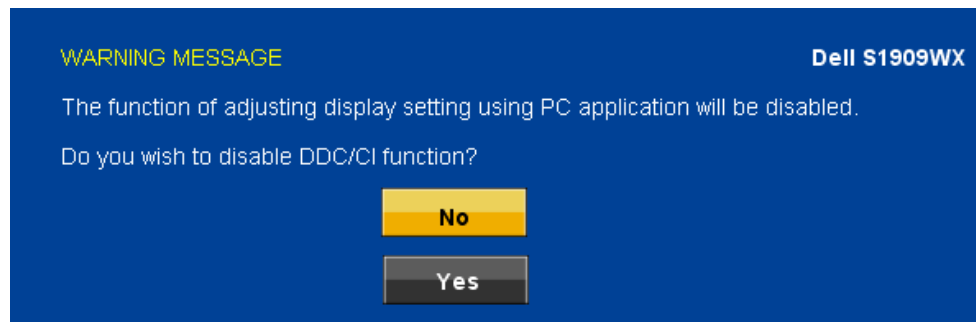 WARNING MESSAGE Dell S1909WX
The function of adjusting display setting using PC application will be disabled.
Do you wish to disable DDC/CI function?
No
Yes